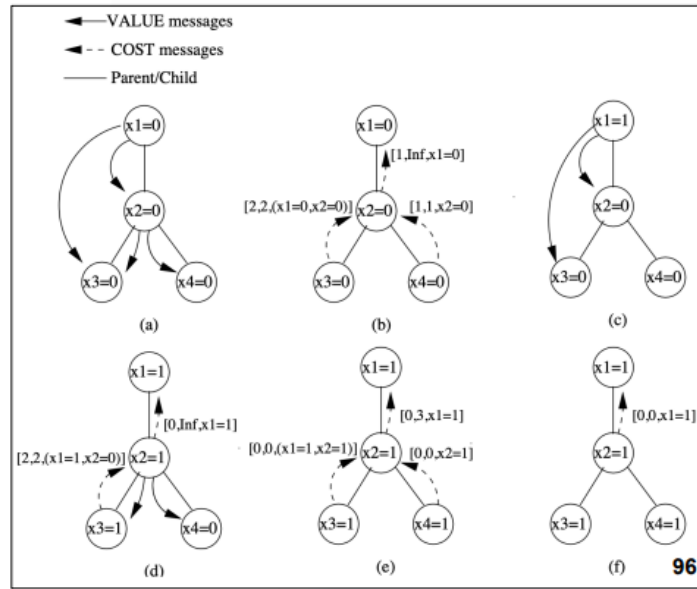 VALUE messages
COST messages
Parent/Child
x1=0
x2=0
x3=0
x4=0
(a)
x1=0
[1,Inf,x1=0]
[2,2,(x1=0,x2=0)]
x2=0
[1,1,x2=0]
x3=0
x4=0
(b)
x1=1
x2=0
x3=0
x4=0
(c)
x1=1
[0,Inf,x1=1]
[2,2,(x1=1,x2=0)]
x2=1
x3=1
x4=0
(d)
x1=1
[0,3,x1=1]
[0,0,(x1=1,x2=1)]
x2=1
[0,0,x2=1]
x3=1
x4=1
(e)
x1=1
[0,0,x1=1]
x2=1
x3=1
x4=1
(f)
96